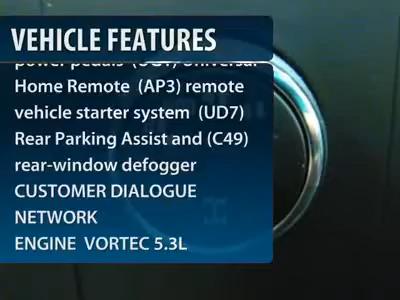 VEHICLE FEATURES
Home Remote (AP3) remote
vehicle starter system (UD7)
Rear Parking Assist and (C49)
rear-window defogger
CUSTOMER DIALOGUE
NETWORK
ENGINE VORTEC 5.3L